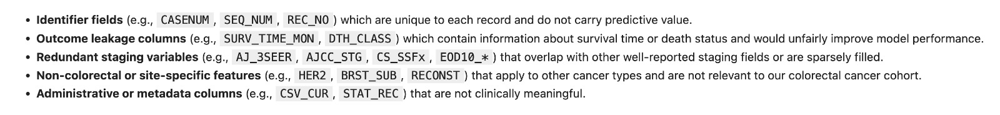 • Identifier fields (e.g., CASENUM, SEQ_NUM, REC_NO) which are unique to each record and do not carry predictive value.
• Outcome leakage columns (e.g., SURV_TIME_MON, DTH_CLASS) which contain information about survival time or death status and would unfairly improve model performance.
• Redundant staging variables (e.g., AJ_3SEER, AJCC_STG, CS_SSFx, EOD10_*) that overlap with other well-reported staging fields or are sparsely filled.
• Non-colorectal or site-specific features (e.g., HER2, BRST_SUB, RECONST) that apply to other cancer types and are not relevant to our colorectal cancer cohort.
• Administrative or metadata columns (e.g., CSV_CUR, STAT_REC) that are not clinically meaningful.